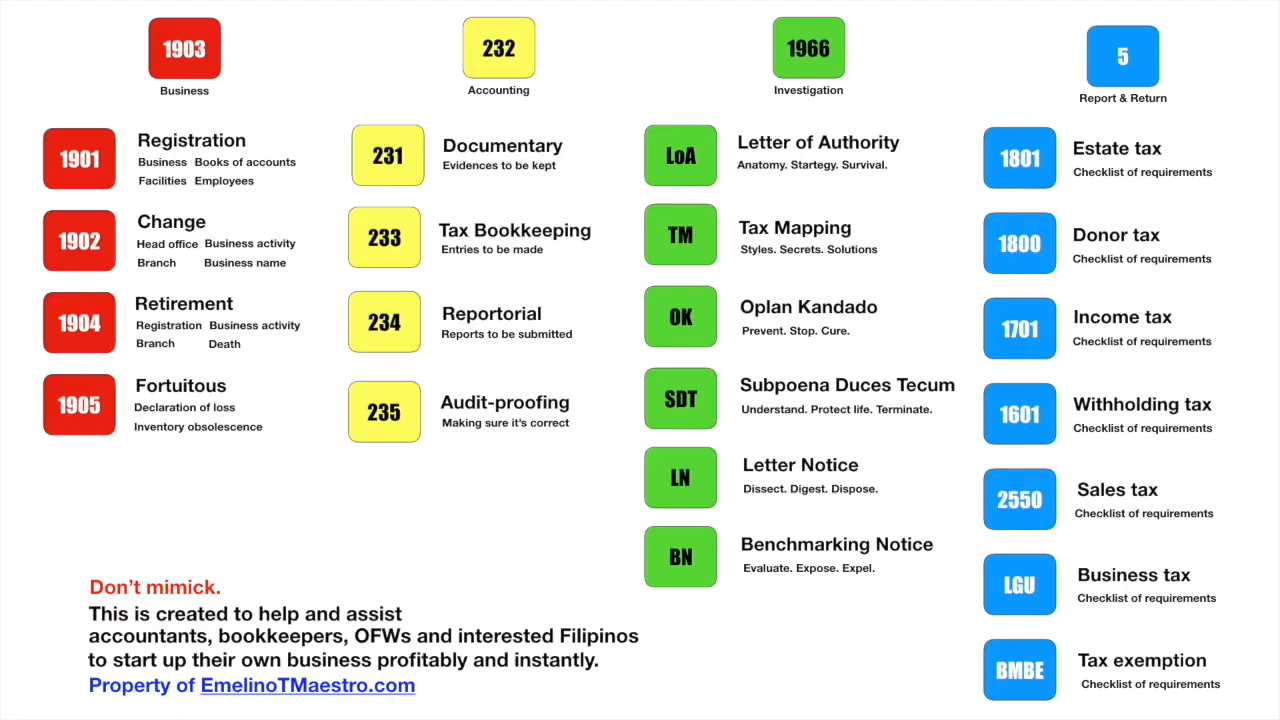 1903
Business
1901
Registration
Business Books of accounts
Facilities Employees
1902
Change
Head office Business activity
Branch Business name
1904
Retirement
Registration Business activity
Branch Death
1905
Fortuitous
Declaration of loss
Inventory obsolescence
232
Accounting
231
Documentary
Evidences to be kept
233
Tax Bookkeeping
Entries to be made
234
Reportorial
Reports to be submitted
235
Audit-proofing
Making sure it's correct
1966
Investigation
LoA
Letter of Authority
Anatomy. Startegy. Survival.
TM
Tax Mapping
Styles. Secrets. Solutions
OK
Oplan Kandado
Prevent. Stop. Cure.
SDT
Subpoena Duces Tecum
Understand. Protect life. Terminate.
LN
Letter Notice
Dissect. Digest. Dispose.
BN
Benchmarking Notice
Evaluate. Expose. Expel.
5
Report & Return
1801
Estate tax
Checklist of requirements
1800
Donor tax
Checklist of requirements
1701
Income tax
Checklist of requirements
1601
Withholding tax
Checklist of requirements
2550
Sales tax
Checklist of requirements
LGU
Business tax
Checklist of requirements
BMBE
Tax exemption
Checklist of requirements
Don't mimick.
This is created to help and assist
accountants, bookkeepers, OFWs and interested Filipinos
to start up their own business profitably and instantly.
Property of EmelinoTMaestro.com